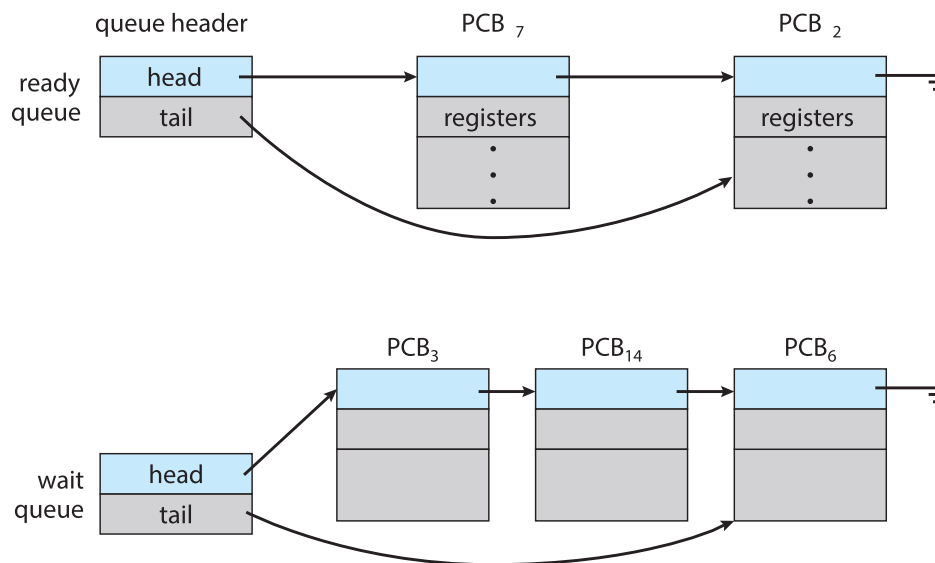 queue header
PCB 7
PCB 2
ready
queue
head
tail
registers
registers
PCB3
PCB14
PCB6
wait
queue
head
tail